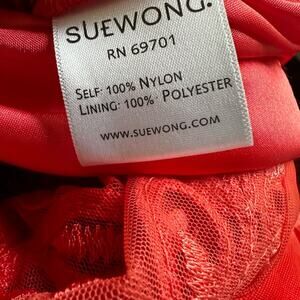 SUEWONG.
RN 69701
SELF: 100% NYLON
LINING: 100% POLYESTER
WWW.SUEWONG.COM